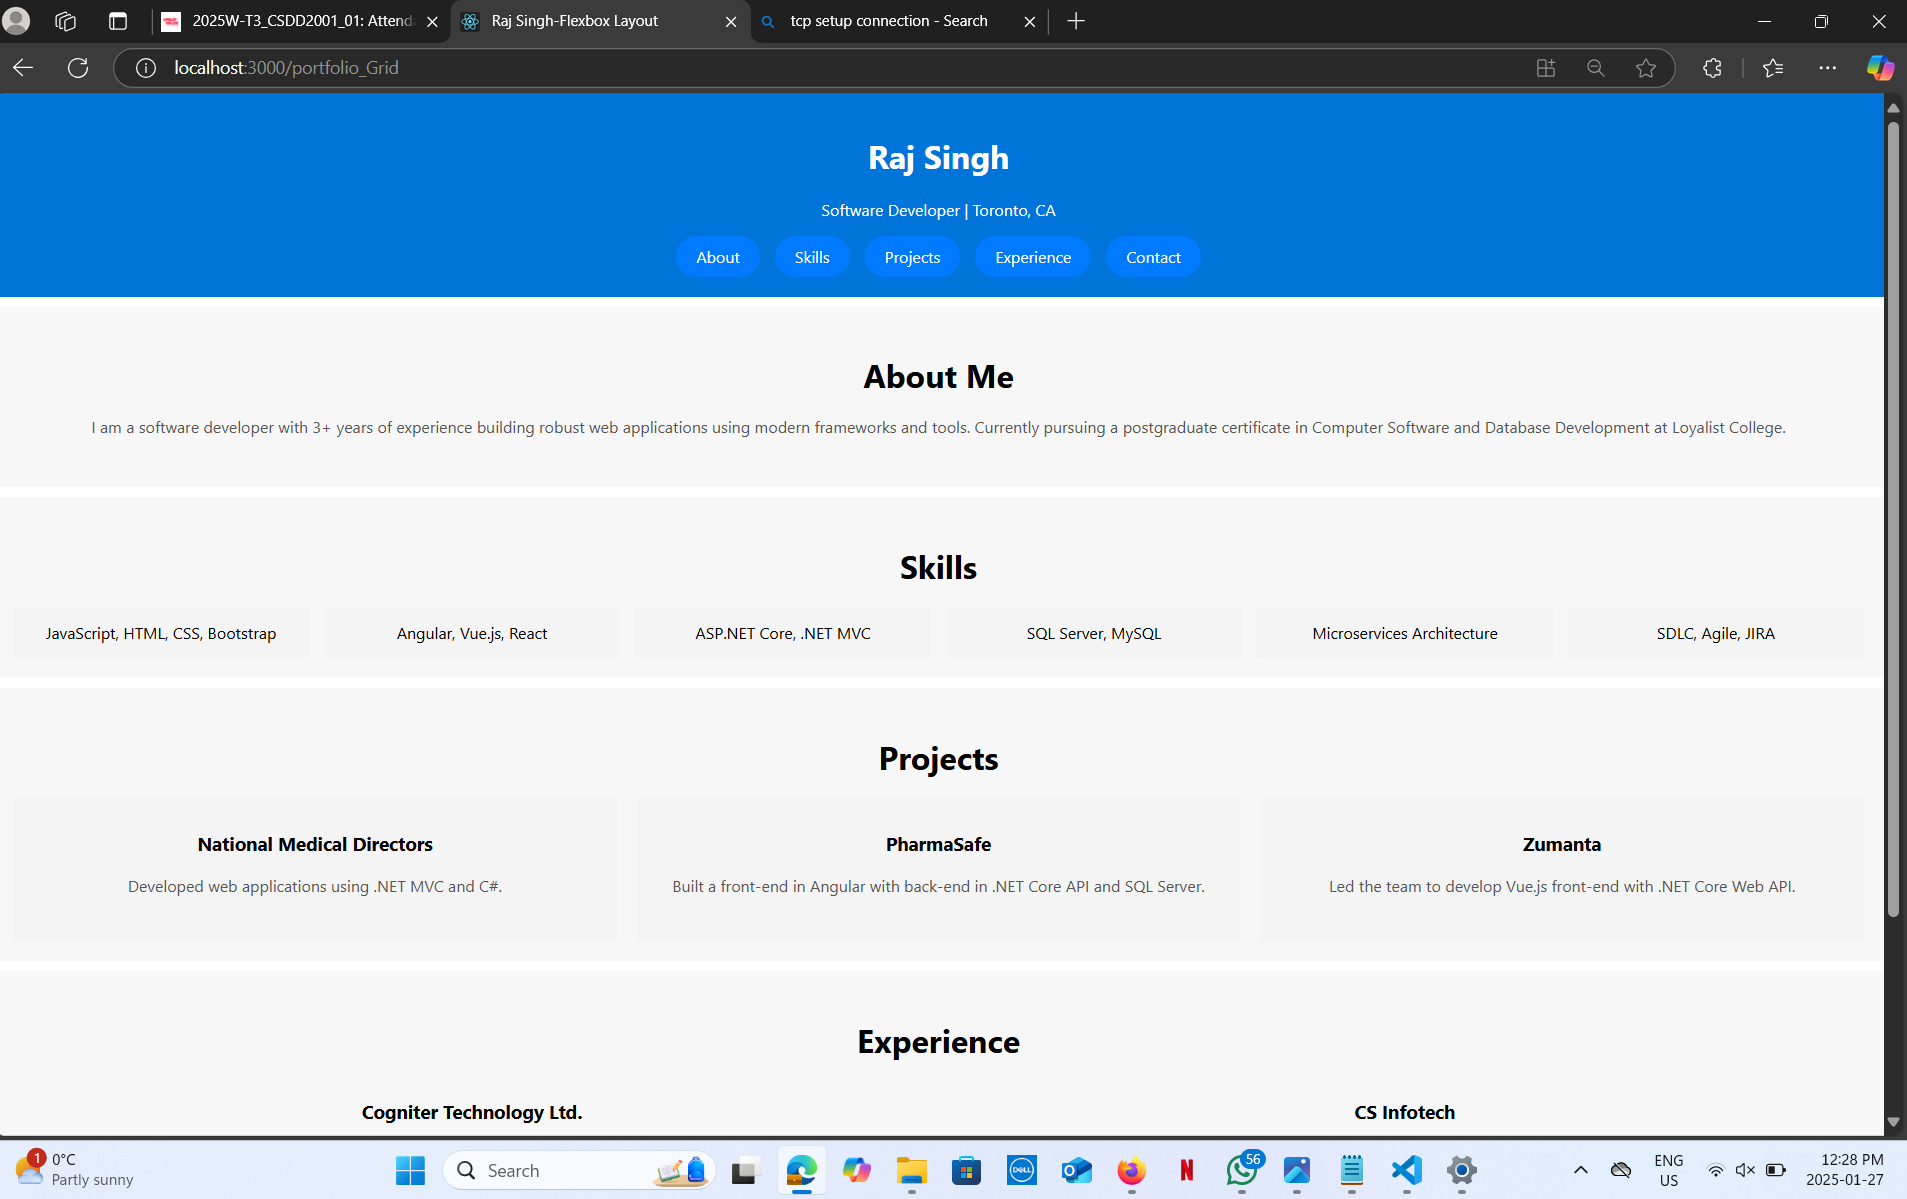 2025W-T3_CSDD2001_01: Attend
Raj Singh-Flexbox Layout
tcp setup connection - Search
localhost:3000/portfolio_Grid
Raj Singh
Software Developer | Toronto, CA
About
Skills
Projects
Experience
Contact
About Me
I am a software developer with 3+ years of experience building robust web applications using modern frameworks and tools. Currently pursuing a postgraduate certificate in Computer Software and Database Development at Loyalist College.
Skills
JavaScript, HTML, CSS, Bootstrap
Angular, Vue.js, React
ASP.NET Core, .NET MVC
SQL Server, MySQL
Microservices Architecture
SDLC, Agile, JIRA
Projects
National Medical Directors
Developed web applications using .NET MVC and C#.
PharmaSafe
Built a front-end in Angular with back-end in .NET Core API and SQL Server.
Zumanta
Led the team to develop Vue.js front-end with .NET Core Web API.
Experience
Cogniter Technology Ltd.
CS Infotech
1
0°C
Partly sunny
Search
DELL
N
56
ENG
US
12:28 PM
2025-01-27